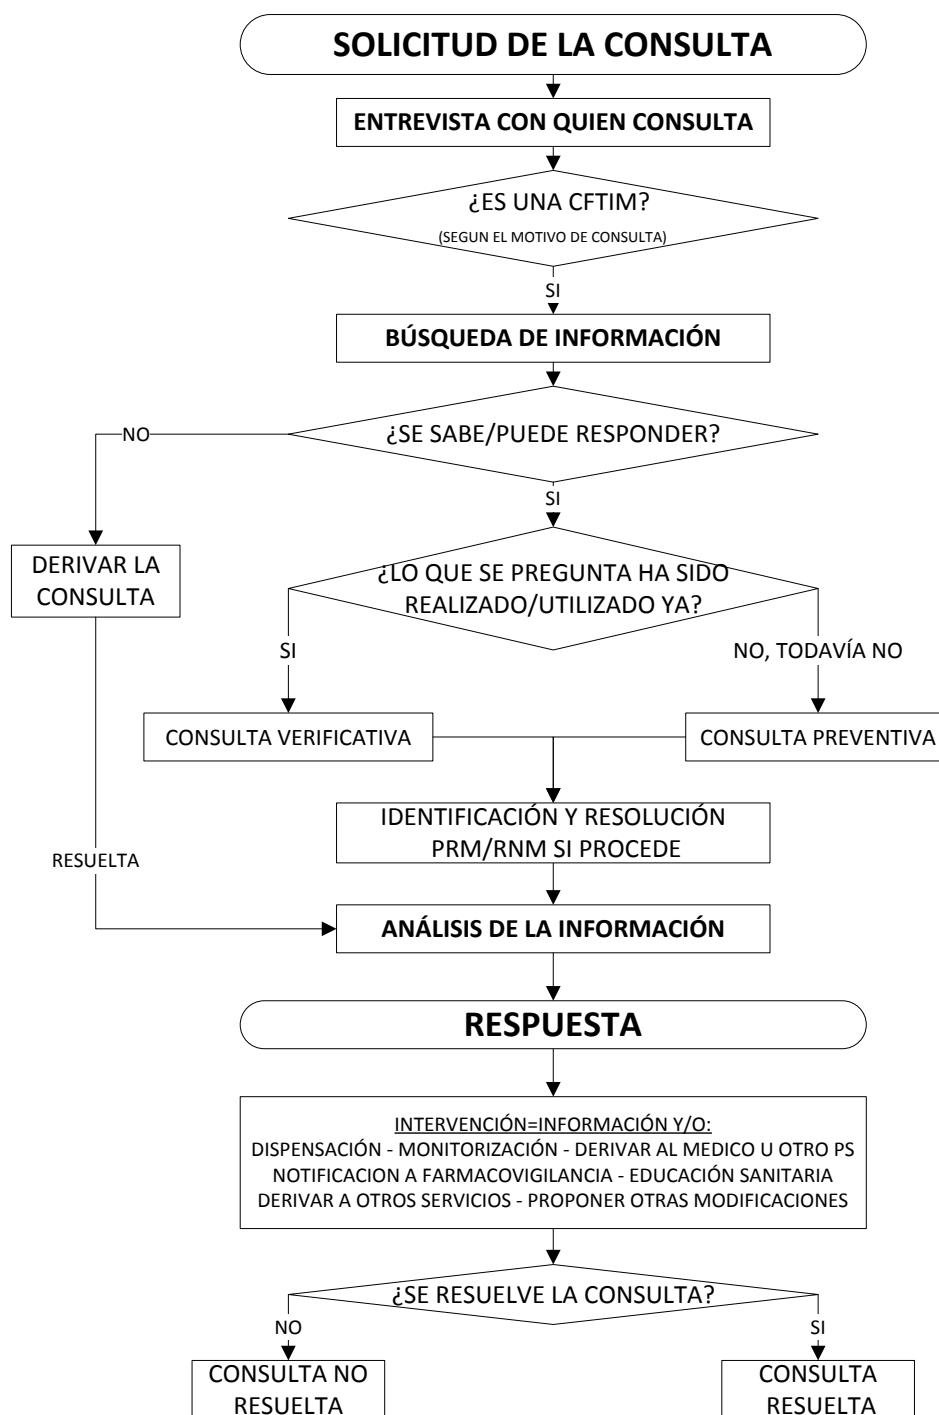 SOLICITUD DE LA CONSULTA
ENTREVISTA CON QUIEN CONSULTA
¿ES UNA CFTIM?
(SEGUN EL MOTIVO DE CONSULTA)
SI
BÚSQUEDA DE INFORMACIÓN
NO
¿SE SABE/PUEDE RESPONDER?
SI
DERIVAR LA
CONSULTA
¿LO QUE SE PREGUNTA HA SIDO
REALIZADO/UTILIZADO YA?
SI
NO, TODAVÍA NO
CONSULTA VERIFICATIVA
CONSULTA PREVENTIVA
IDENTIFICACIÓN Y RESOLUCIÓN
PRM/RNM SI PROCEDE
RESUELTA
ANÁLISIS DE LA INFORMACIÓN
RESPUESTA
INTERVENCIÓN=INFORMACIÓN Y/O:
DISPENSACIÓN - MONITORIZACIÓN - DERIVAR AL MEDICO U OTRO PS
NOTIFICACION A FARMACOVIGILANCIA - EDUCACIÓN SANITARIA
DERIVAR A OTROS SERVICIOS - PROPONER OTRAS MODIFICACIONES
¿SE RESUELVE LA CONSULTA?
NO
SI
CONSULTA NO
RESUELTA
CONSULTA
RESUELTA